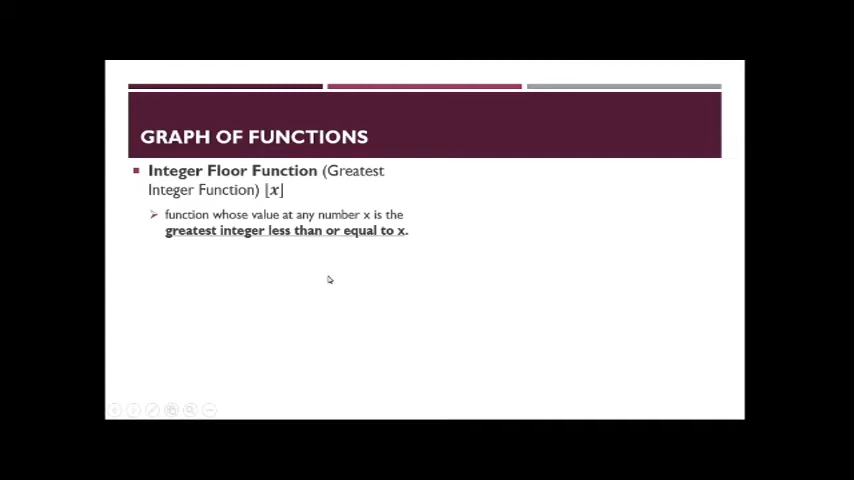 GRAPH OF FUNCTIONS
Integer Floor Function (Greatest
Integer Function) ⌊x⌋
function whose value at any number x is the
greatest integer less than or equal to x.